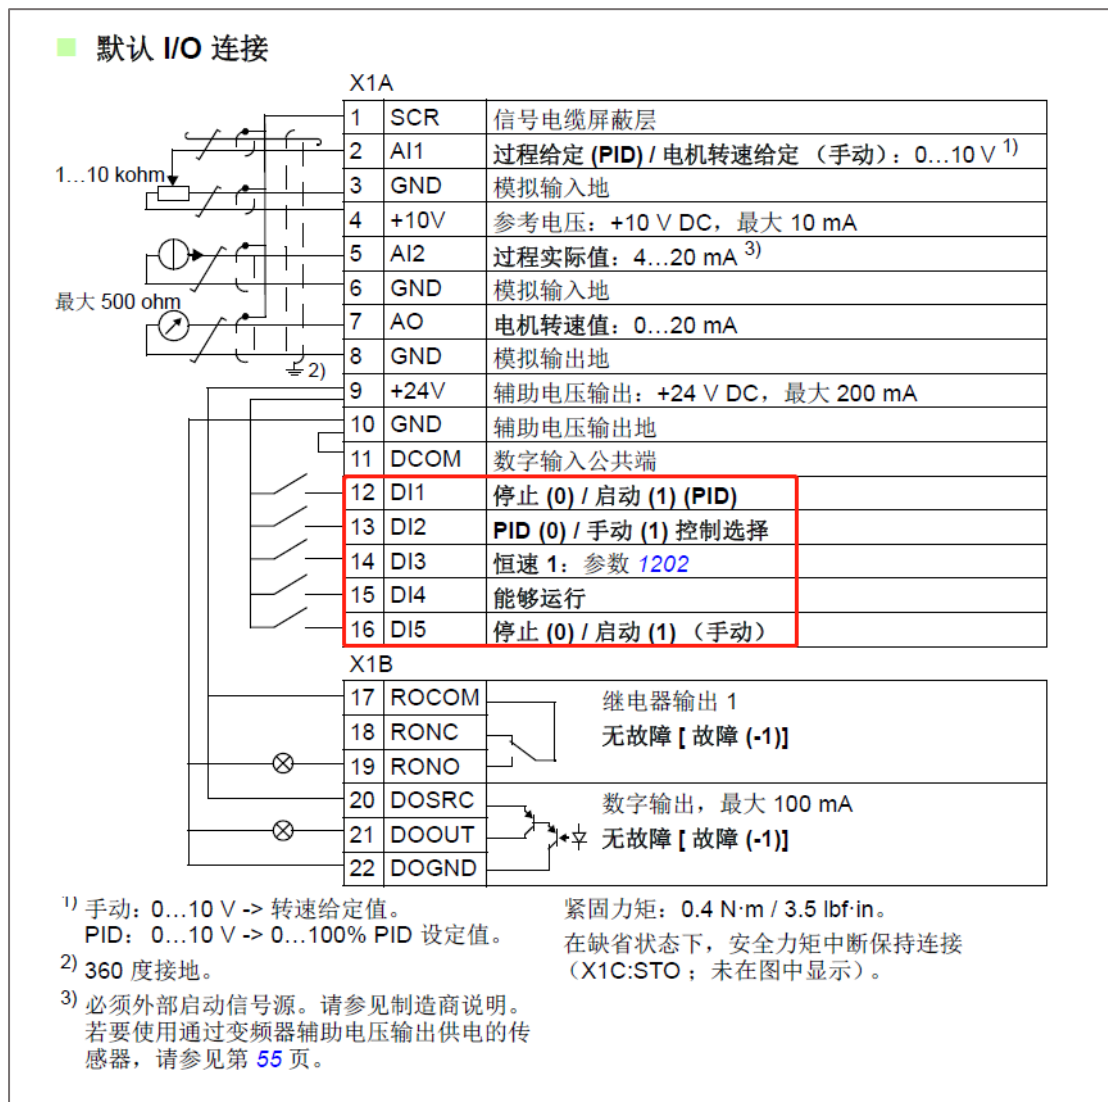 默认 I/O 连接
X1A
1 SCR 信号电缆屏蔽层
2 AI1 过程给定 (PID) / 电机转速给定 （手动）：0…10 V 1)
1…10 kohm
3 GND 模拟输入地
4 +10V 参考电压：+10 V DC，最大 10 mA
5 AI2 过程实际值：4…20 mA 3)
6 GND 模拟输入地
最大 500 ohm
7 AO 电机转速值：0…20 mA
8 GND 模拟输出地
2)
9 +24V 辅助电压输出：+24 V DC，最大 200 mA
10 GND 辅助电压输出地
11 DCOM 数字输入公共端
12 DI1 停止 (0) / 启动 (1) (PID)
13 DI2 PID (0) / 手动 (1) 控制选择
14 DI3 恒速 1：参数 1202
15 DI4 能够运行
16 DI5 停止 (0) / 启动 (1) （手动）
X1B
17 ROCOM 继电器输出 1
18 RONC 无故障 [ 故障 (-1)]
19 RONO
20 DOSRC 数字输出，最大 100 mA
21 DOOUT 无故障 [ 故障 (-1)]
22 DOGND
1) 手动：0…10 V -> 转速给定值。
PID： 0…10 V -> 0…100% PID 设定值。
2) 360 度接地。
3) 必须外部启动信号源。请参见制造商说明。
若要使用通过变频器辅助电压输出供电的传
感器，请参见第 55 页。
紧固力矩：0.4 N·m / 3.5 lbf·in。
在缺省状态下，安全力矩中断保持连接
（X1C:STO ；未在图中显示）。